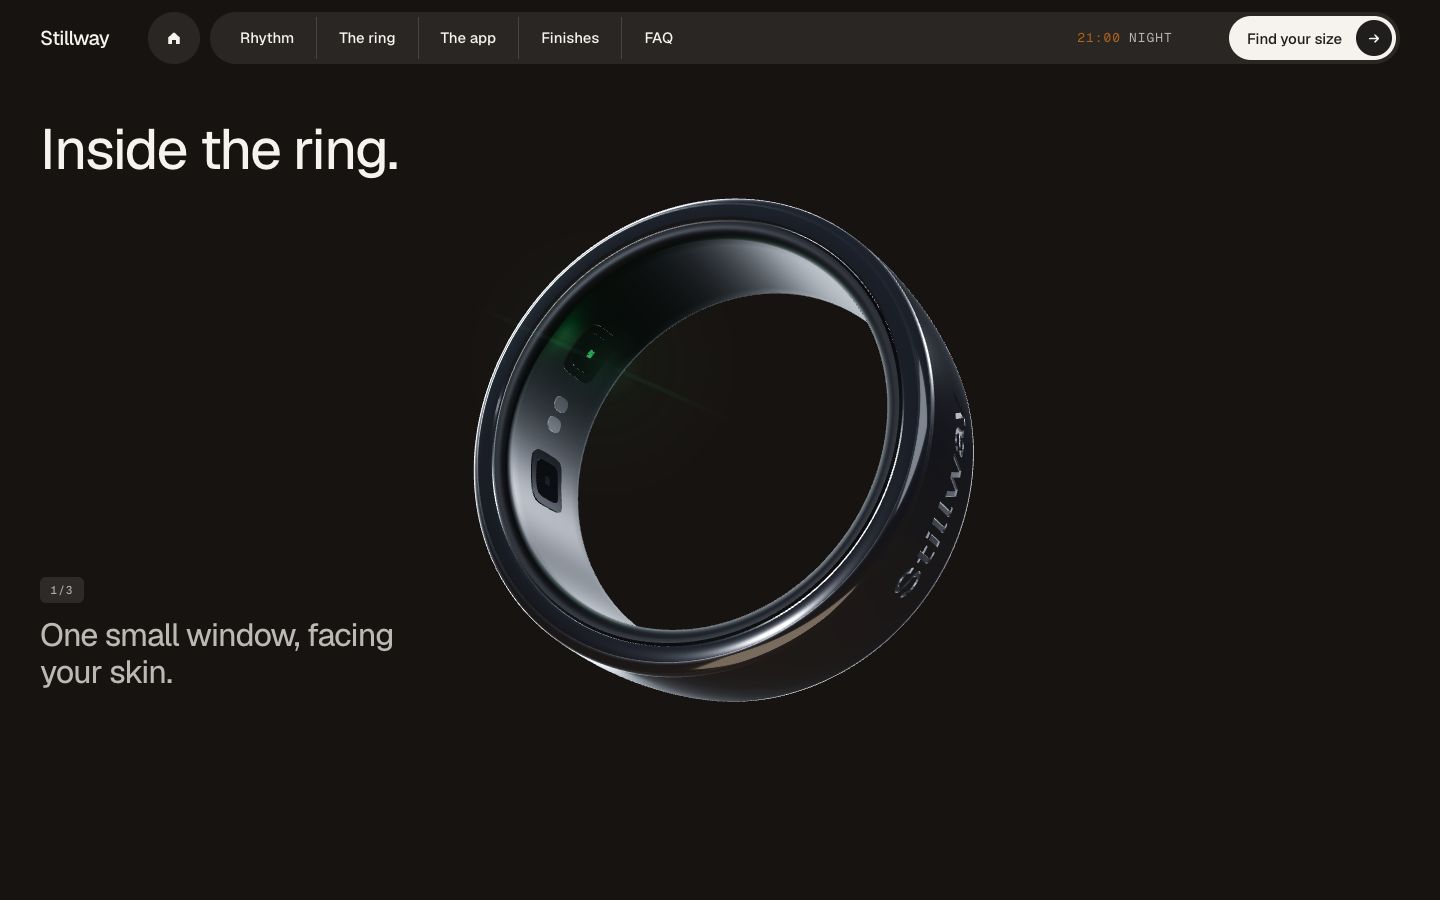 Stillway
Rhythm
The ring
The app
Finishes
FAQ
21:00 NIGHT
Find your size
Inside the ring.
Stillway
1/3
One small window, facing
your skin.